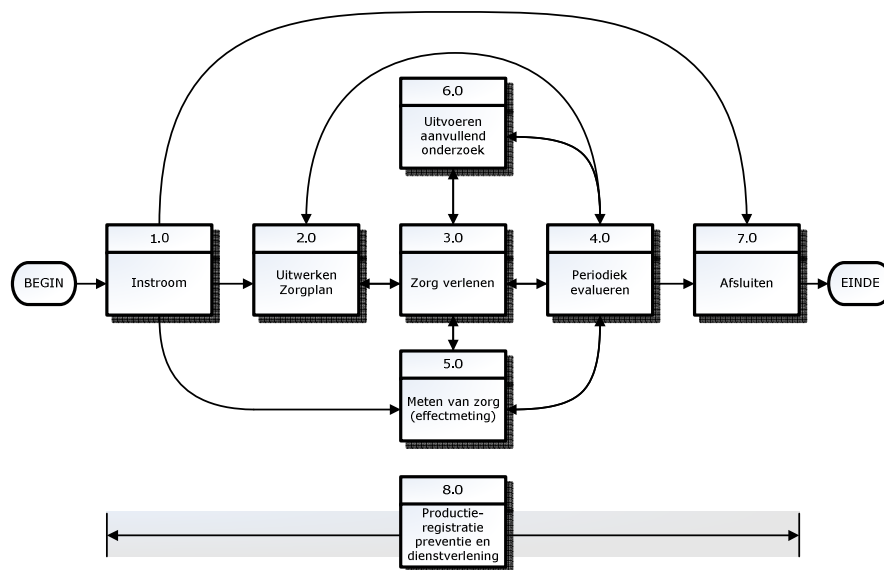 6.0
Uitvoeren
aanvullend
onderzoek
1.0
Instroom
2.0
Uitwerken
Zorgplan
3.0
Zorg verlenen
4.0
Periodiek
evalueren
7.0
Afsluiten
BEGIN
EINDE
5.0
Meten van zorg
(effectmeting)
8.0
Productie-
registratie
preventie en
dienstverlening